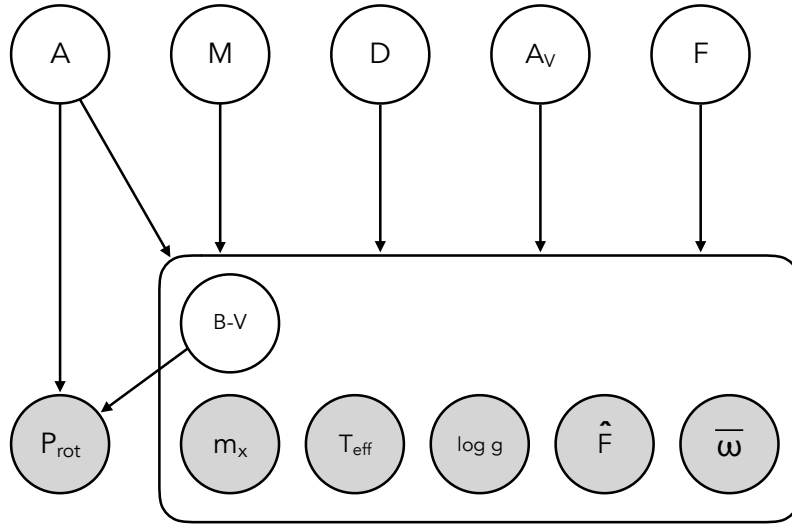 A M D A_V F
B-V
P_rot m_x T_eff log g F̂ ϖ